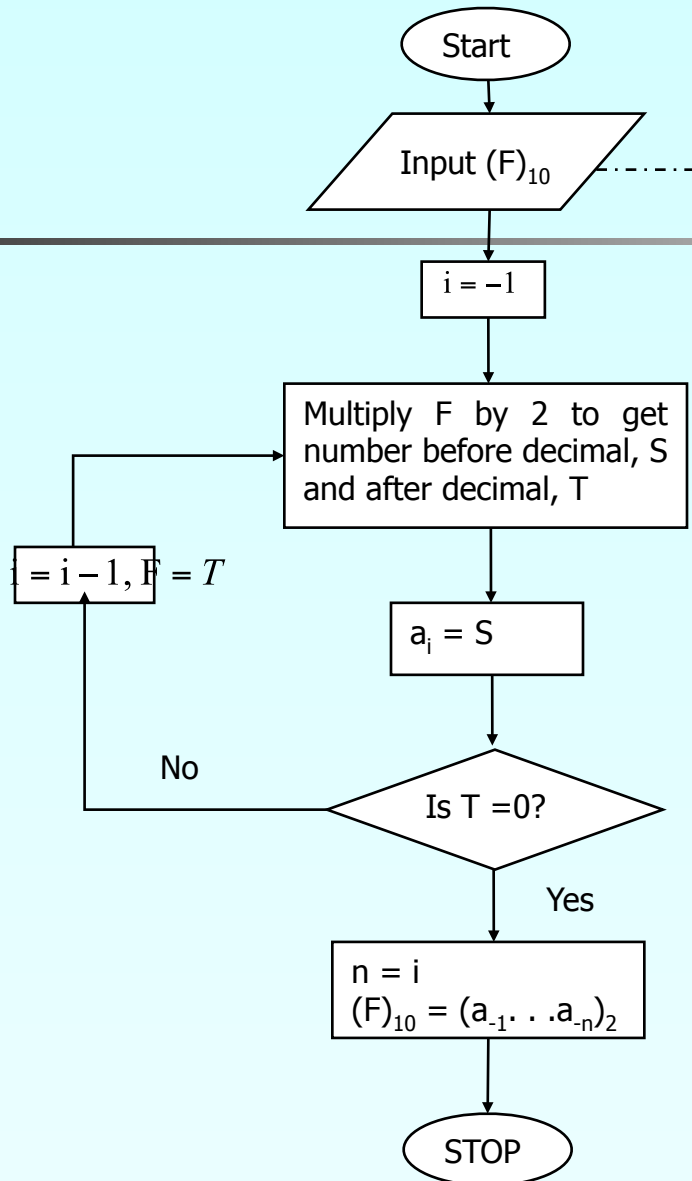 Start
Input (F)₁₀
i = −1
Multiply F by 2 to get
number before decimal, S
and after decimal, T
i = i − 1, F = T
aᵢ = S
No
Is T =0?
Yes
n = i
(F)₁₀ = (a₋₁. . .a₋ₙ)₂
STOP